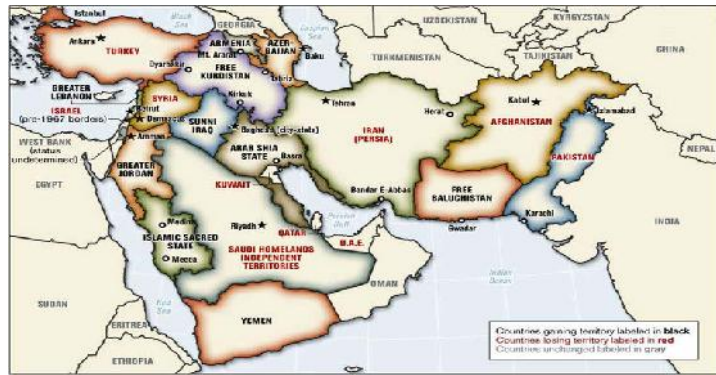 Istanbul
Black
Sea
GEORGIA
Caspian
Sea
UZBEKISTAN
KYRGYZSTAN
Ankara
TURKEY
ARMENIA
Mt. Ararat
AZER-
BAIJAN
Baku
TURKMENISTAN
TAJIKISTAN
CHINA
Diyarbakir
FREE
KURDISTAN
Tabriz
GREATER
LEBANON
SYRIA
Kirkuk
Tehran
Herat
Kabul
Islamabad
ISRAEL
(pre-1967 borders)
Beirut
Damascus
SUNNI
IRAQ
Baghdad (city-state)
IRAN
(PERSIA)
AFGHANISTAN
WEST BANK
(status
undetermined)
Amman
ARAB SHIA
STATE
Basra
PAKISTAN
NEPAL
EGYPT
GREATER
JORDAN
KUWAIT
Bandar E-Abbas
FREE
BALUCHISTAN
Karachi
INDIA
Medina
ISLAMIC SACRED
STATE
Mecca
Riyadh
QATAR
Persian
Gulf
U.A.E.
Gwadar
SAUDI HOMELANDS
INDEPENDENT
TERRITORIES
OMAN
Indian
Ocean
SUDAN
Red
Sea
YEMEN
ERITREA
ETHIOPIA
Countries gaining territory labeled in black
Countries losing territory labeled in red
Countries unchanged labeled in gray